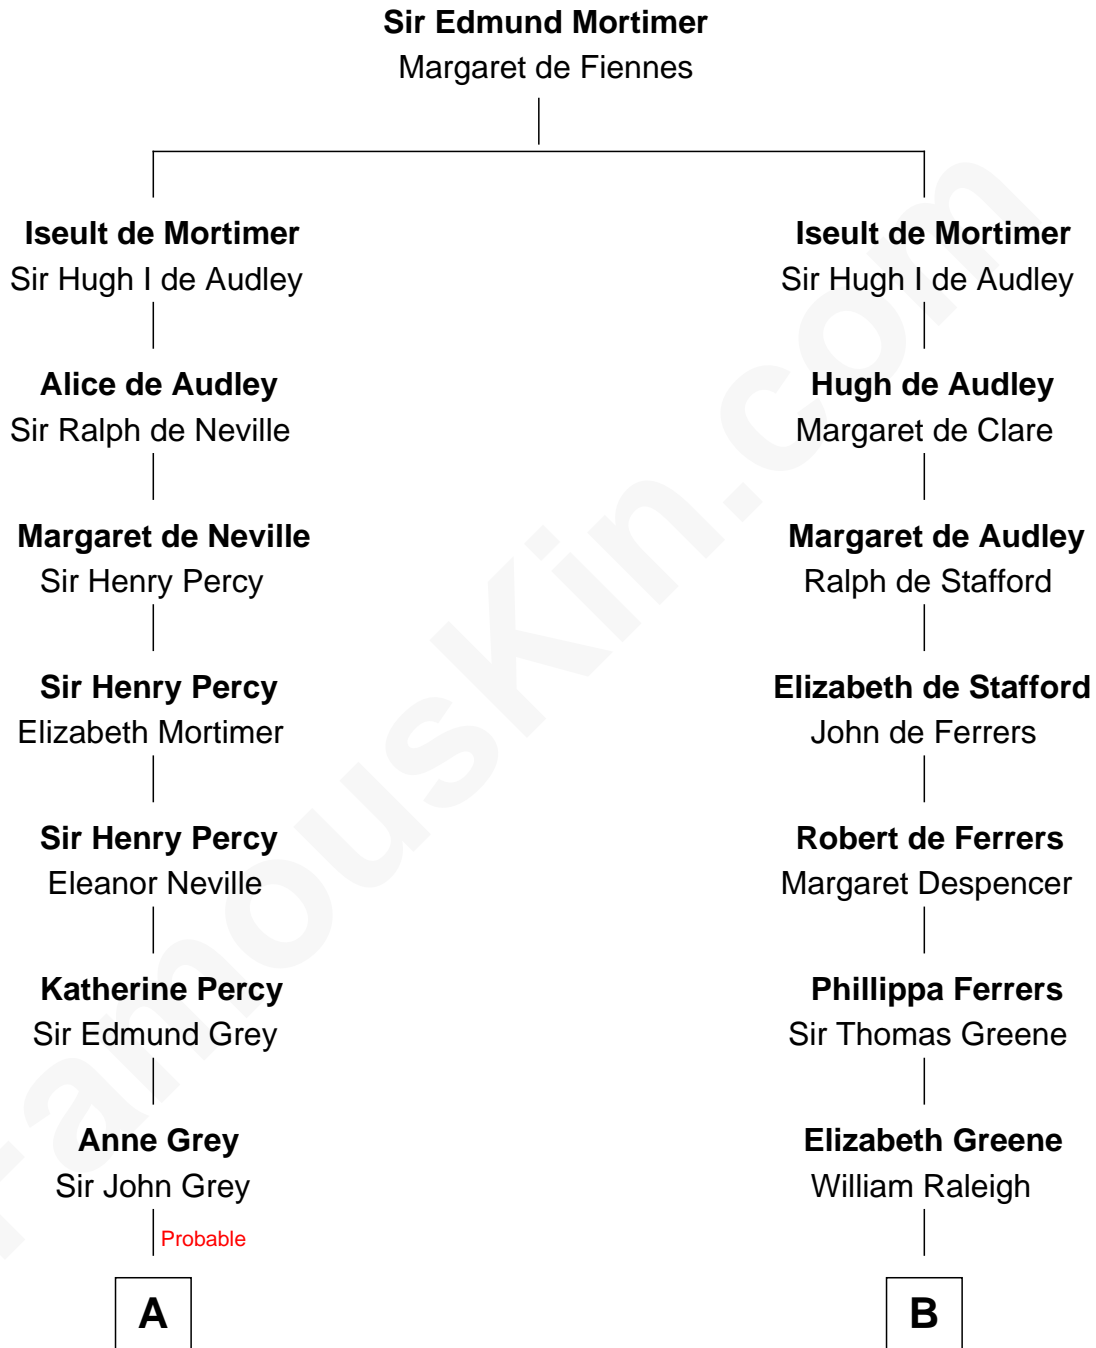 Sir Edmund Mortimer
Margaret de Fiennes
Iseult de Mortimer
Sir Hugh I de Audley
Alice de Audley
Sir Ralph de Neville
Margaret de Neville
Sir Henry Percy
Sir Henry Percy
Elizabeth Mortimer
Sir Henry Percy
Eleanor Neville
Katherine Percy
Sir Edmund Grey
Anne Grey
Sir John Grey
Probable
A
Iseult de Mortimer
Sir Hugh I de Audley
Hugh de Audley
Margaret de Clare
Margaret de Audley
Ralph de Stafford
Elizabeth de Stafford
John de Ferrers
Robert de Ferrers
Margaret Despencer
Phillippa Ferrers
Sir Thomas Greene
Elizabeth Greene
William Raleigh
B
FamousKin.com